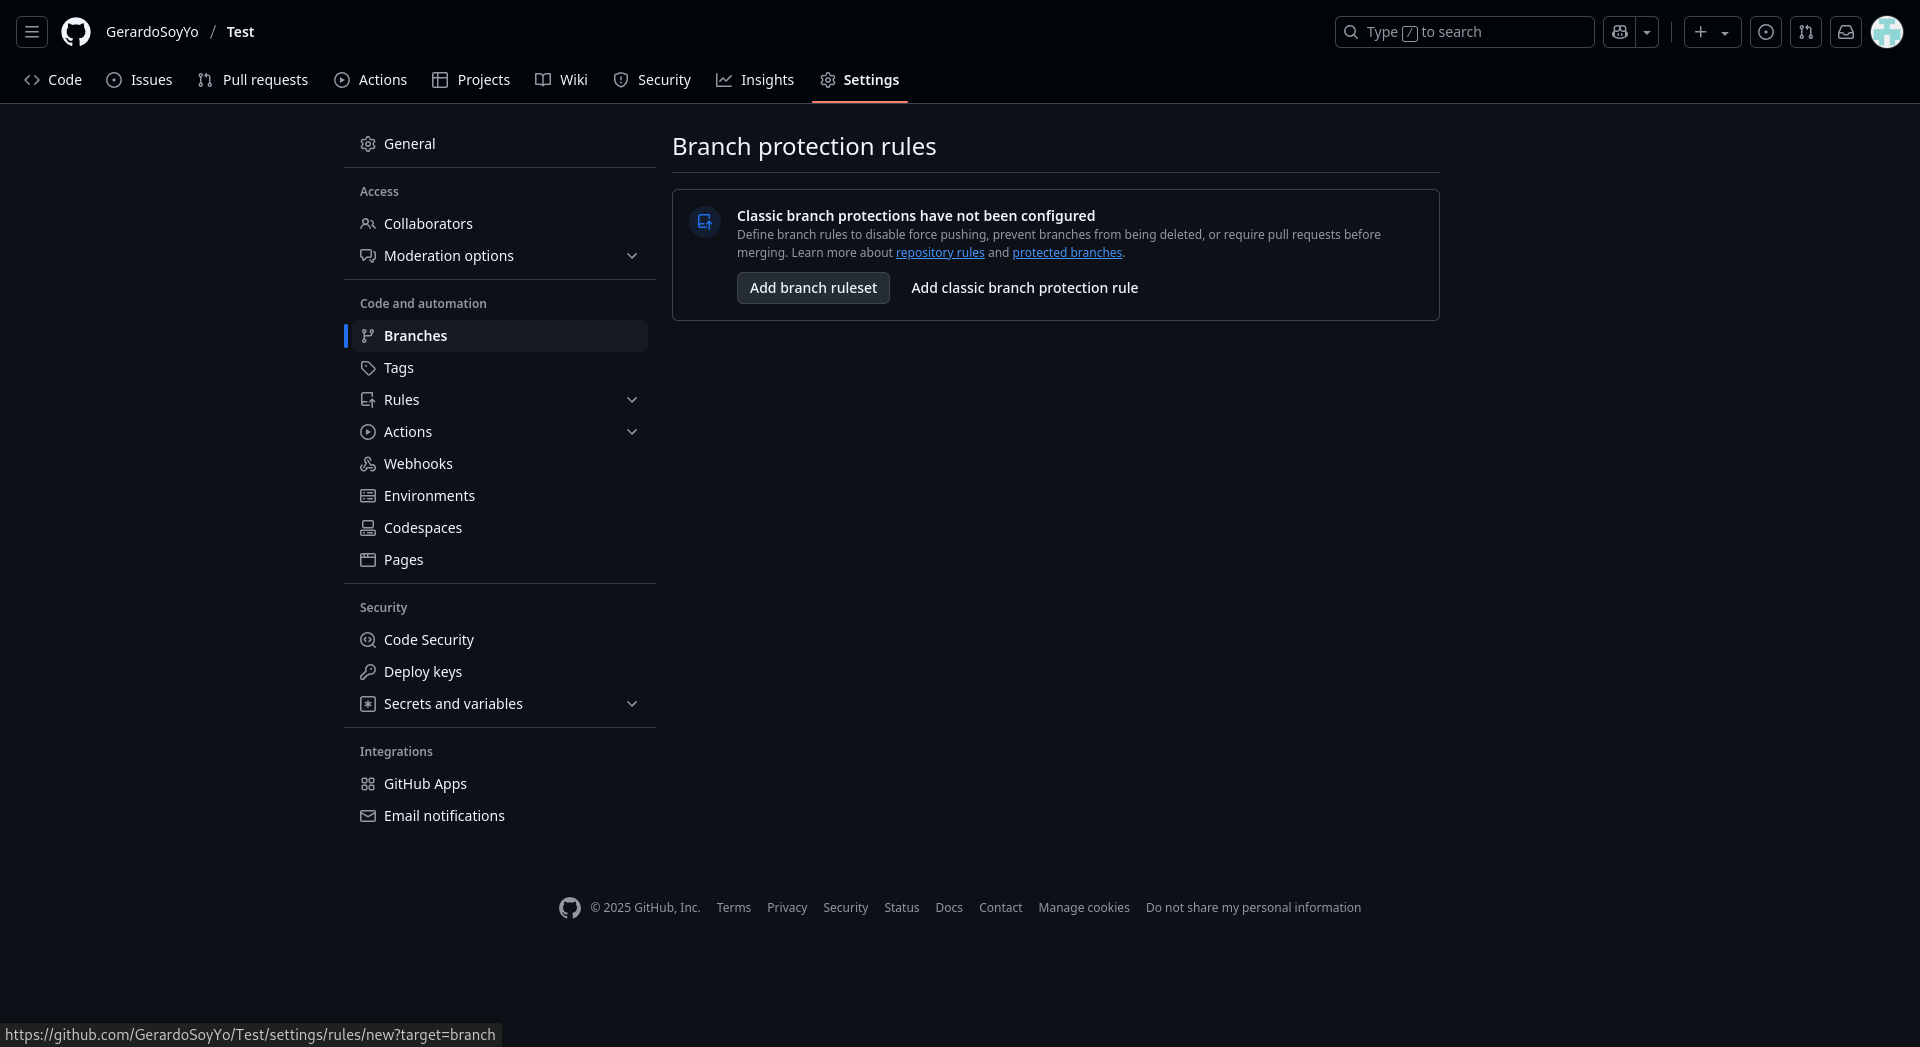 GerardoSoyYo / Test
Type / to search
Code Issues Pull requests Actions Projects Wiki Security Insights Settings
General
Access
Collaborators
Moderation options
Code and automation
Branches
Tags
Rules
Actions
Webhooks
Environments
Codespaces
Pages
Security
Code Security
Deploy keys
Secrets and variables
Integrations
GitHub Apps
Email notifications
Branch protection rules
Classic branch protections have not been configured
Define branch rules to disable force pushing, prevent branches from being deleted, or require pull requests before
merging. Learn more about repository rules and protected branches.
Add branch ruleset Add classic branch protection rule
© 2025 GitHub, Inc. Terms Privacy Security Status Docs Contact Manage cookies Do not share my personal information
https://github.com/GerardoSoyYo/Test/settings/rules/new?target=branch